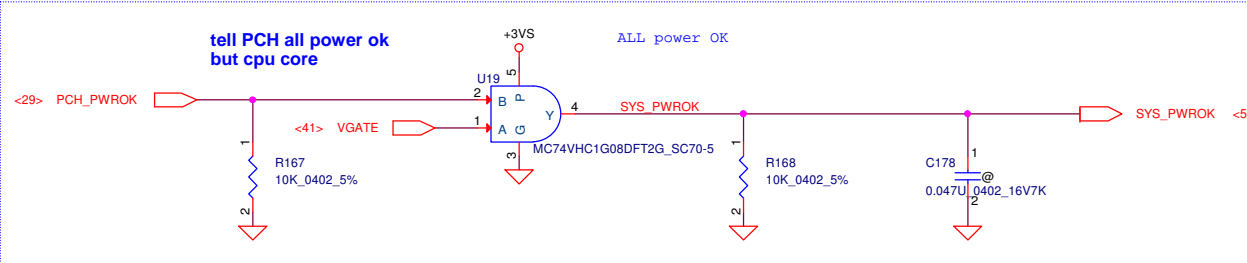 tell PCH all power ok
but cpu core
+3VS
ALL power OK
U19
5
<29> PCH_PWROK
2
B
P
Y
4
SYS_PWROK
SYS_PWROK <5
<41> VGATE
1
A
G
3
MC74VHC1G08DFT2G_SC70-5
1
R167
10K_0402_5%
2
1
R168
10K_0402_5%
2
1
C178
@
0.047U_0402_16V7K
2